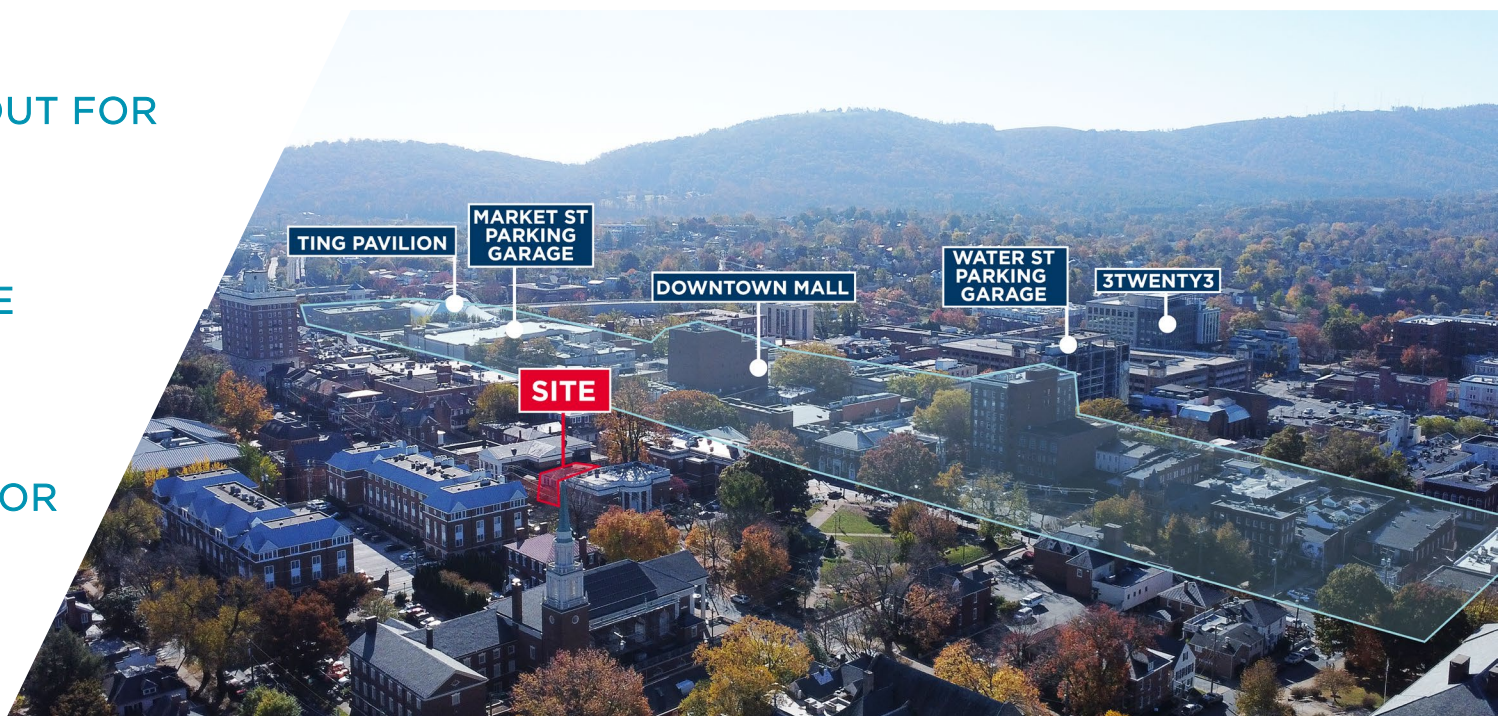 OUT FOR
E
OR
TING PAVILION
MARKET ST
PARKING
GARAGE
DOWNTOWN MALL
WATER ST
PARKING
GARAGE
3TWENTY3
SITE